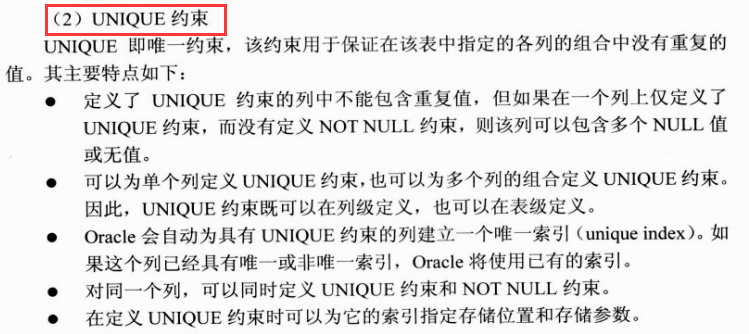 （2）UNIQUE 约束
UNIQUE 即唯一约束，该约束用于保证在该表中指定的各列的组合中没有重复的
值。其主要特点如下：
● 定义了 UNIQUE 约束的列中不能包含重复值，但如果在一个列上仅定义了
UNIQUE 约束，而没有定义 NOT NULL 约束，则该列可以包含多个 NULL 值
或无值。
● 可以为单个列定义 UNIQUE 约束，也可以为多个列的组合定义 UNIQUE 约束。
因此，UNIQUE 约束既可以在列级定义，也可以在表级定义。
● Oracle 会自动为具有 UNIQUE 约束的列建立一个唯一索引（unique index）。如
果这个列已经具有唯一或非唯一索引，Oracle 将使用已有的索引。
● 对同一个列，可以同时定义 UNIQUE 约束和 NOT NULL 约束。
● 在定义 UNIQUE 约束时可以为它的索引指定存储位置和存储参数。